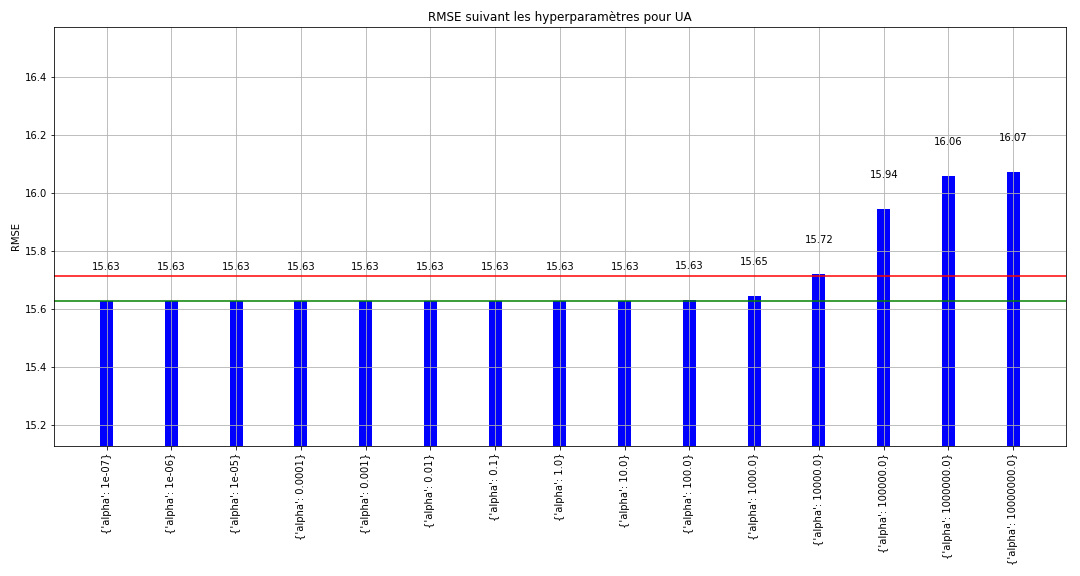 RMSE suivant les hyperparamètres pour UA
RMSE
16.4
16.2
16.0
15.8
15.6
15.4
15.2
15.63
15.63
15.63
15.63
15.63
15.63
15.63
15.63
15.63
15.63
15.65
15.72
15.94
16.06
16.07
{'alpha': 1e-07}
{'alpha': 1e-06}
{'alpha': 1e-05}
{'alpha': 0.0001}
{'alpha': 0.001}
{'alpha': 0.01}
{'alpha': 0.1}
{'alpha': 1.0}
{'alpha': 10.0}
{'alpha': 100.0}
{'alpha': 1000.0}
{'alpha': 10000.0}
{'alpha': 100000.0}
{'alpha': 1000000.0}
{'alpha': 10000000.0}